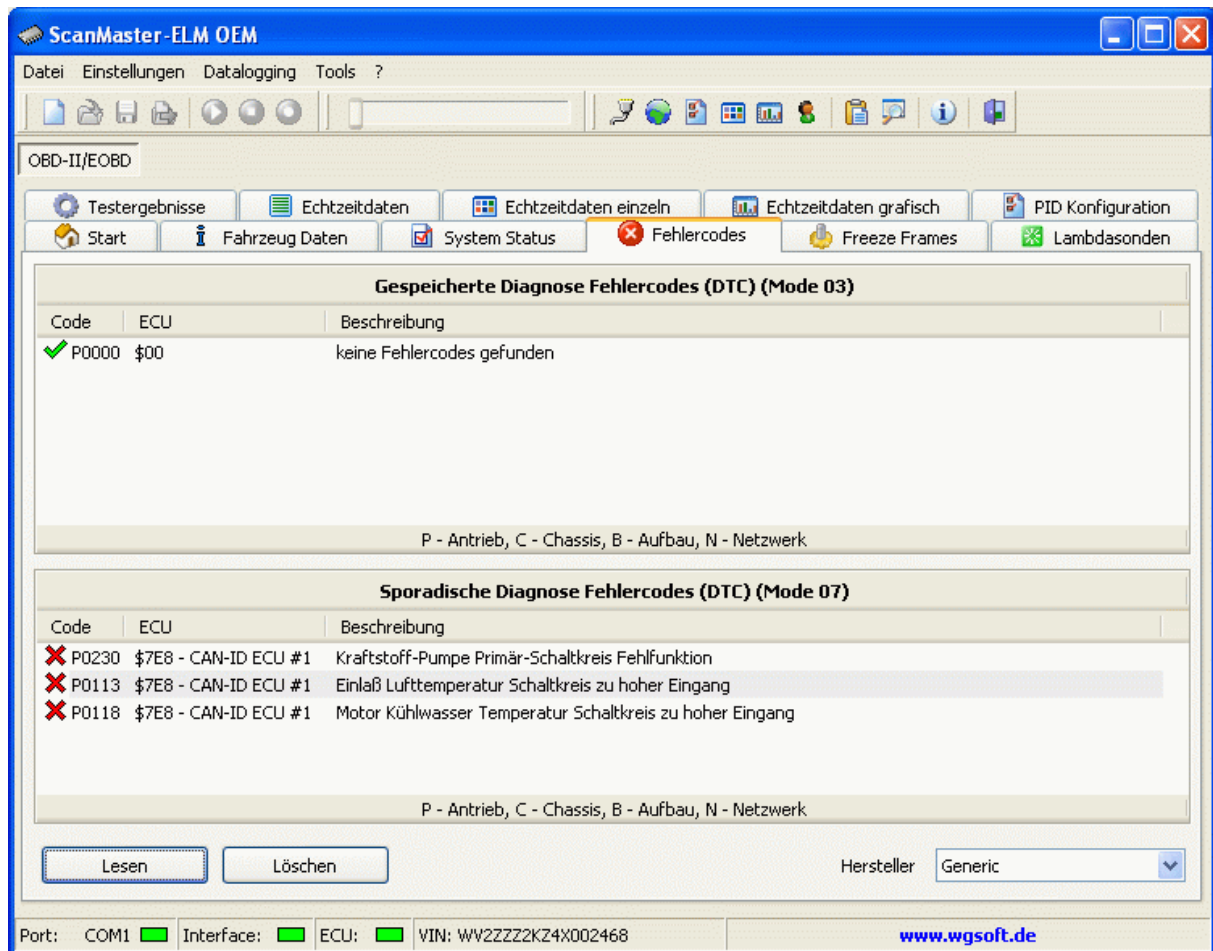 ScanMaster-ELM OEM
Datei Einstellungen Datalogging Tools ?
OBD-II/EOBD
Testergebnisse Echtzeitdaten Echtzeitdaten einzeln Echtzeitdaten grafisch PID Konfiguration
Start Fahrzeug Daten System Status Fehlercodes Freeze Frames Lambdasonden
Gespeicherte Diagnose Fehlercodes (DTC) (Mode 03)
Code ECU Beschreibung
P0000 $00 keine Fehlercodes gefunden
P - Antrieb, C - Chassis, B - Aufbau, N - Netzwerk
Sporadische Diagnose Fehlercodes (DTC) (Mode 07)
Code ECU Beschreibung
P0230 $7E8 - CAN-ID ECU #1 Kraftstoff-Pumpe Primär-Schaltkreis Fehlfunktion
P0113 $7E8 - CAN-ID ECU #1 Einlaß Lufttemperatur Schaltkreis zu hoher Eingang
P0118 $7E8 - CAN-ID ECU #1 Motor Kühlwasser Temperatur Schaltkreis zu hoher Eingang
P - Antrieb, C - Chassis, B - Aufbau, N - Netzwerk
Lesen Löschen Hersteller Generic
Port: COM1 Interface: ECU: VIN: WV2ZZZ2KZ4X002468 www.wgsoft.de